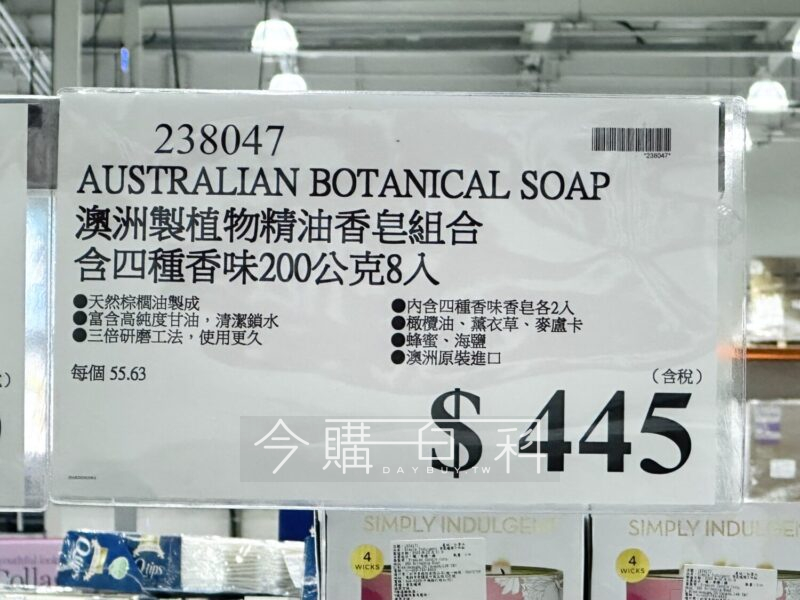 238047
*238047*
AUSTRALIAN BOTANICAL SOAP
澳洲製植物精油香皂組合
含四種香味200公克8入
●天然棕櫚油製成
●富含高純度甘油，清潔鎖水
●三倍研磨工法，使用更久
●內含四種香味香皂各2入
●橄欖油、薰衣草、麥盧卡
●蜂蜜、海鹽
●澳洲原裝進口
每個 55.63
（含稅）
$ 445
今購百科
DAYBUY.TW
SIMPLY INDULGENT
4
WICKS
SIMPLY INDULGEN
4
WICKS
Qtips
Colla